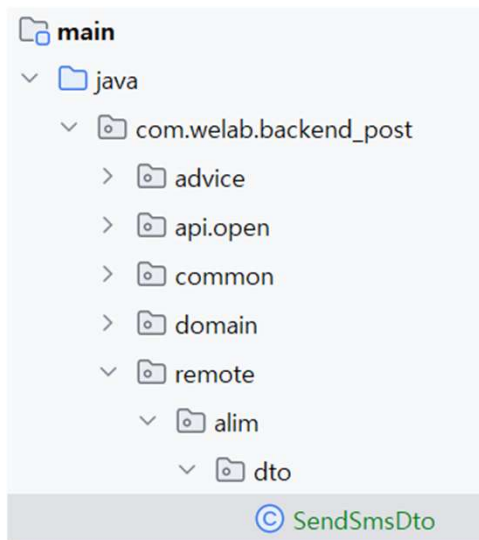 main
java
com.welab.backend_post
advice
api.open
common
domain
remote
alim
dto
SendSmsDto